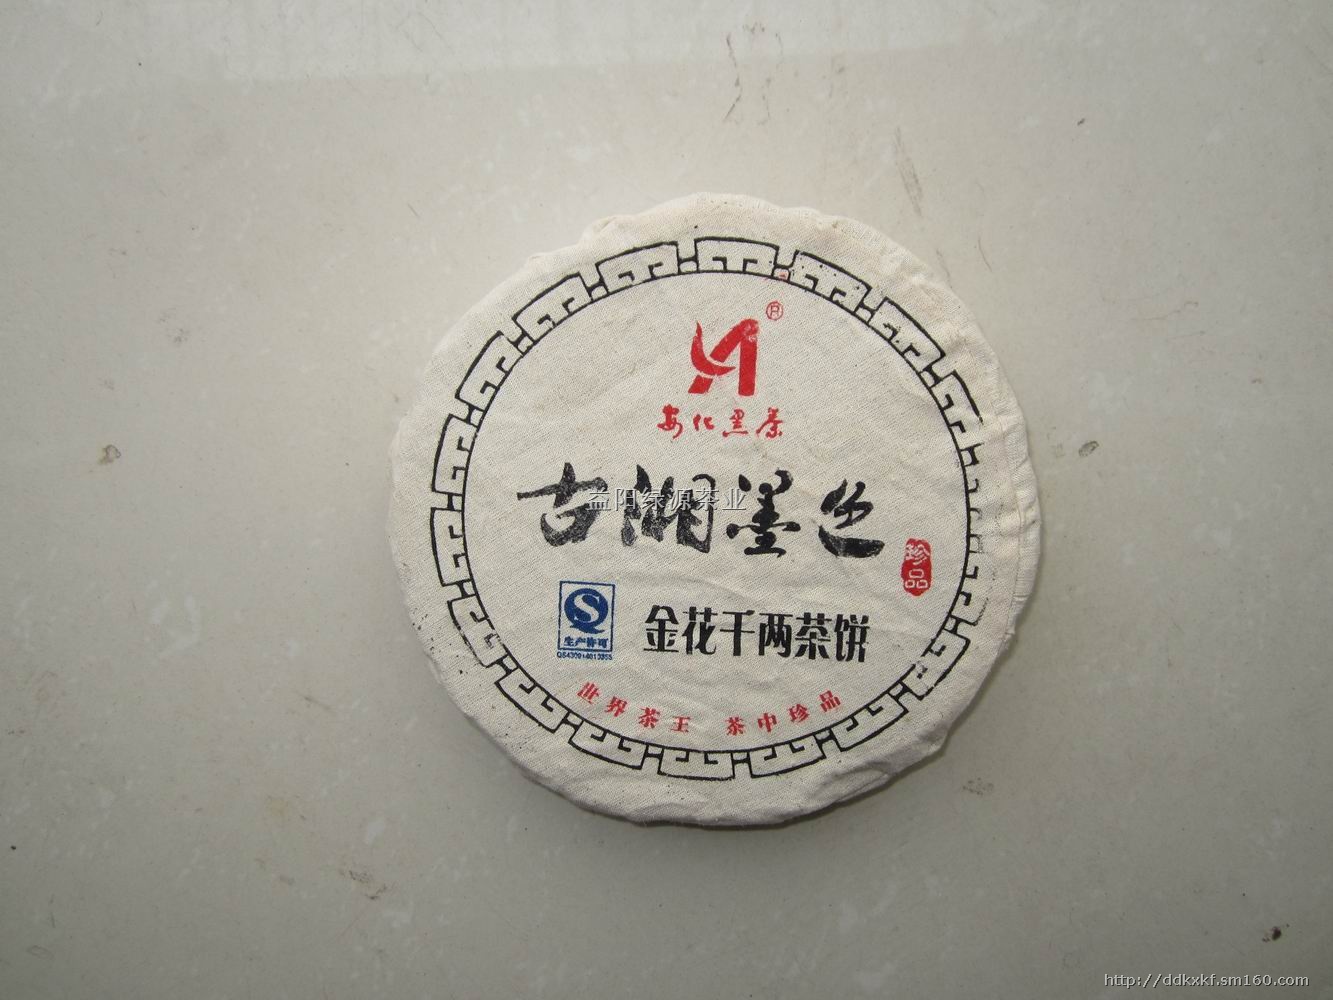 ®
安化黑茶
古湘墨色
益阳绿源茶业
珍品
生产许可
金花千两茶饼
世界茶王 茶中珍品
http://ddkxkf.sm160.com